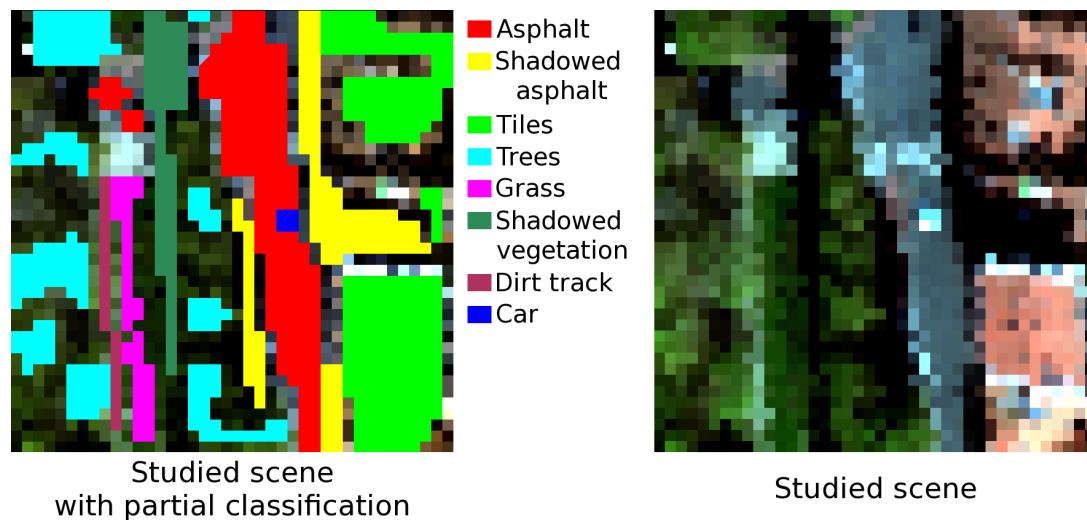 Asphalt
Shadowed
asphalt
Tiles
Trees
Grass
Shadowed
vegetation
Dirt track
Car
Studied scene
with partial classification
Studied scene